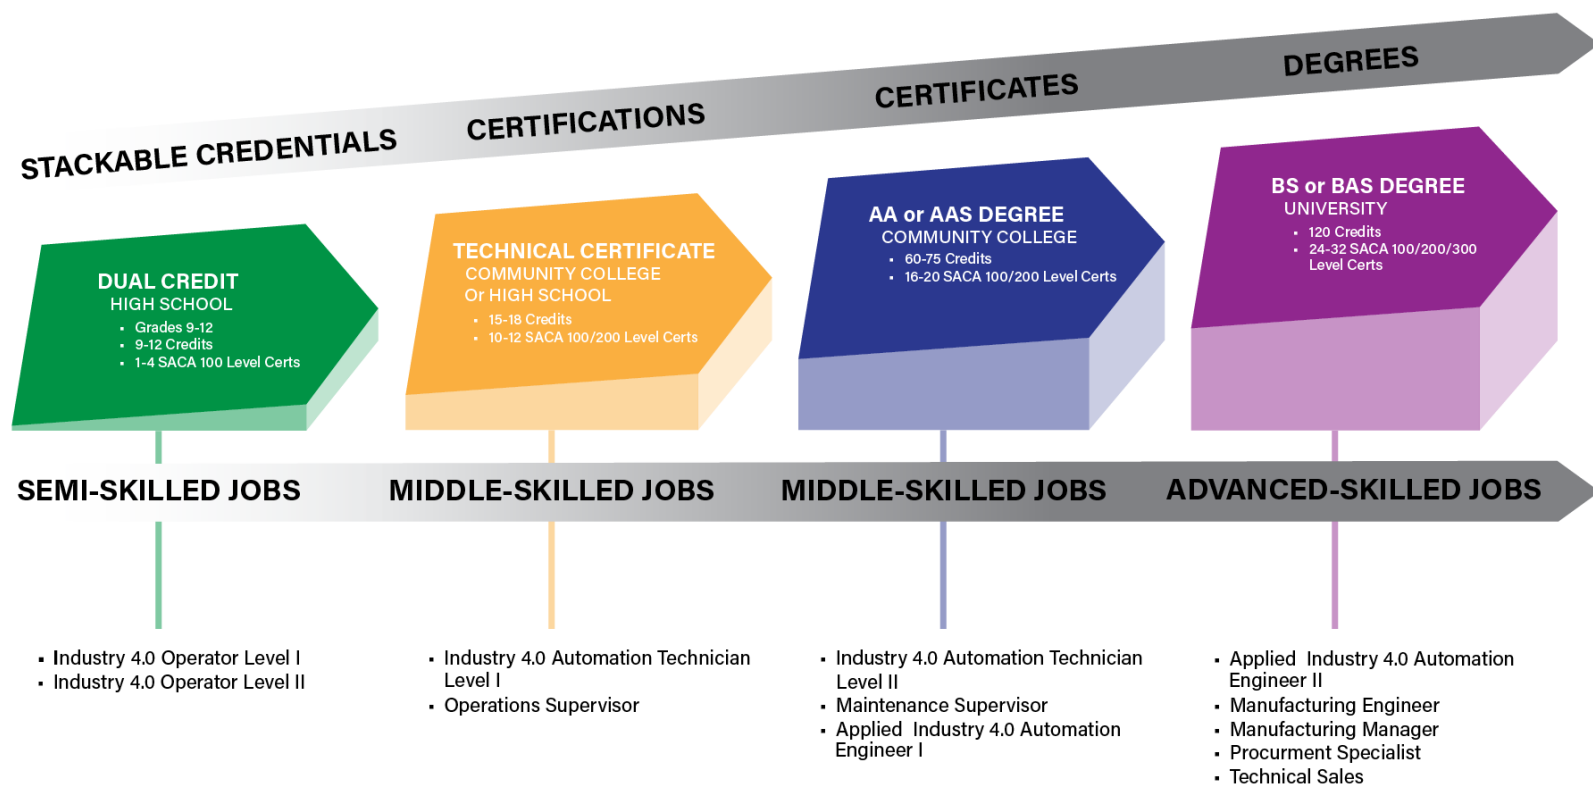 STACKABLE CREDENTIALS
CERTIFICATIONS
CERTIFICATES
DEGREES
DUAL CREDIT
HIGH SCHOOL
▪ Grades 9-12
▪ 9-12 Credits
▪ 1-4 SACA 100 Level Certs
TECHNICAL CERTIFICATE
COMMUNITY COLLEGE
Or HIGH SCHOOL
▪ 15-18 Credits
▪ 10-12 SACA 100/200 Level Certs
AA or AAS DEGREE
COMMUNITY COLLEGE
▪ 60-75 Credits
▪ 16-20 SACA 100/200 Level Certs
BS or BAS DEGREE
UNIVERSITY
▪ 120 Credits
▪ 24-32 SACA 100/200/300
Level Certs
SEMI-SKILLED JOBS
MIDDLE-SKILLED JOBS
MIDDLE-SKILLED JOBS
ADVANCED-SKILLED JOBS
▪ Industry 4.0 Operator Level I
▪ Industry 4.0 Operator Level II
▪ Industry 4.0 Automation Technician
Level I
▪ Operations Supervisor
▪ Industry 4.0 Automation Technician
Level II
▪ Maintenance Supervisor
▪ Applied Industry 4.0 Automation
Engineer I
▪ Applied Industry 4.0 Automation
Engineer II
▪ Manufacturing Engineer
▪ Manufacturing Manager
▪ Procurment Specialist
▪ Technical Sales